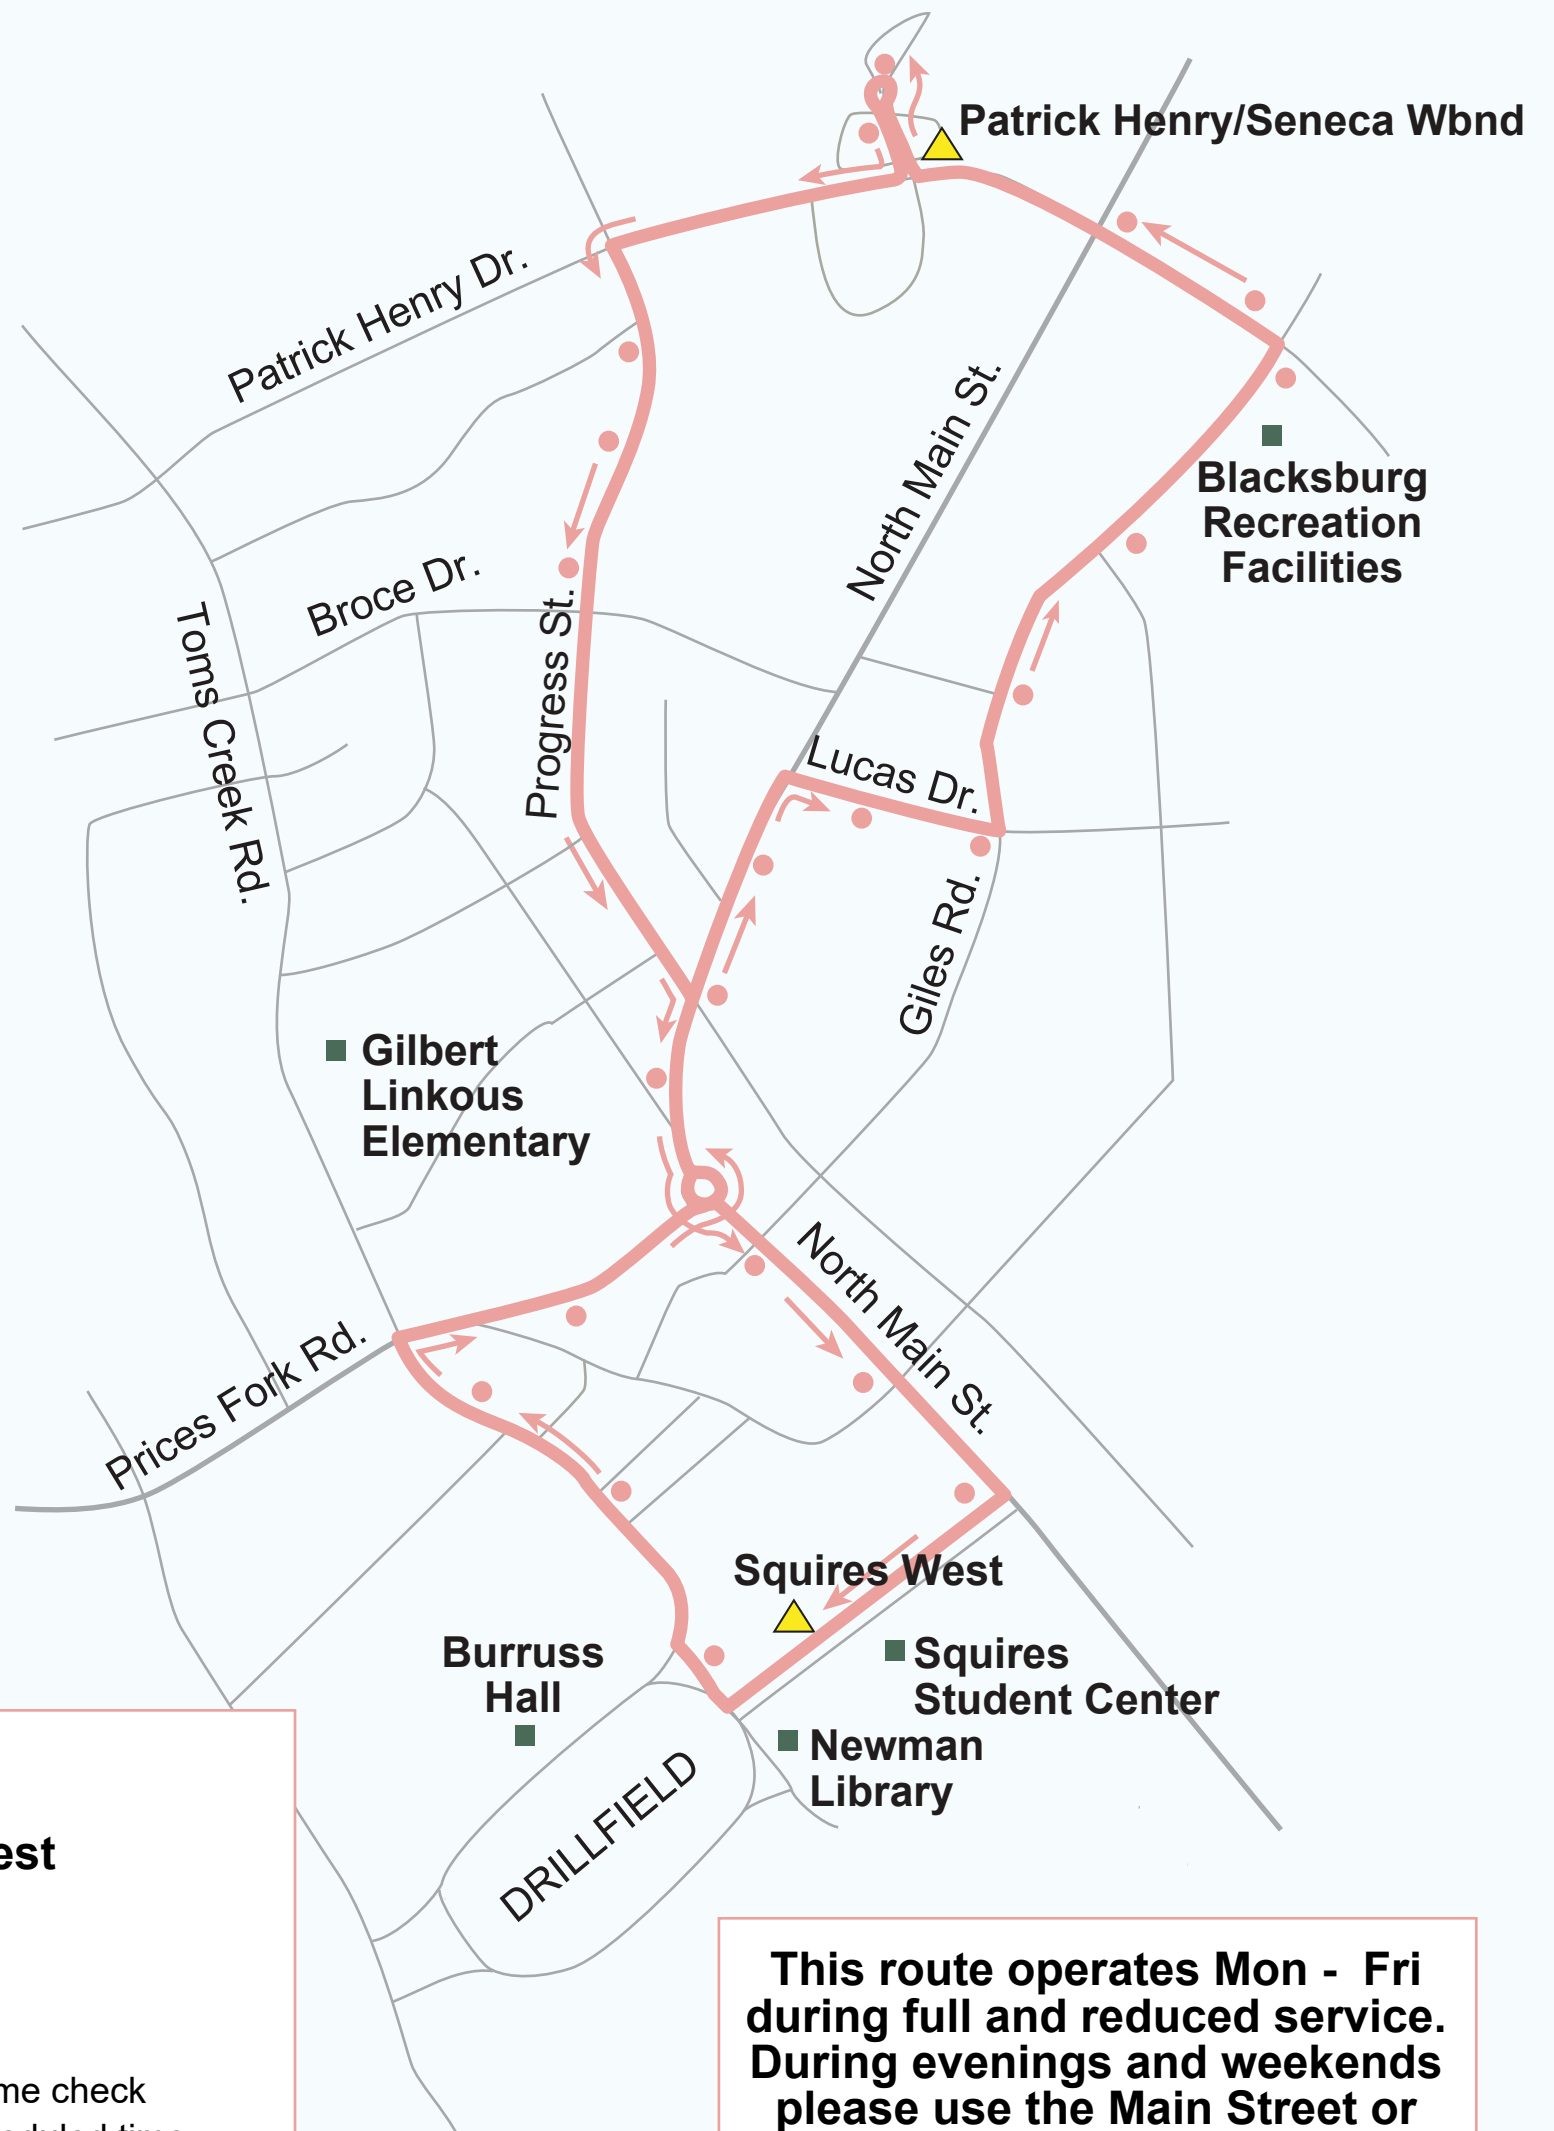 Patrick Henry/Seneca Wbnd
Patrick Henry Dr.
North Main St.
Blacksburg
Recreation
Facilities
Broce Dr.
Toms Creek Rd.
Progress St.
Lucas Dr.
Giles Rd.
Gilbert
Linkous
Elementary
North Main St.
Prices Fork Rd.
Squires West
Burruss
Hall
Squires
Student Center
Newman
Library
DRILLFIELD
est
me check
This route operates Mon - Fri
during full and reduced service.
During evenings and weekends
please use the Main Street or